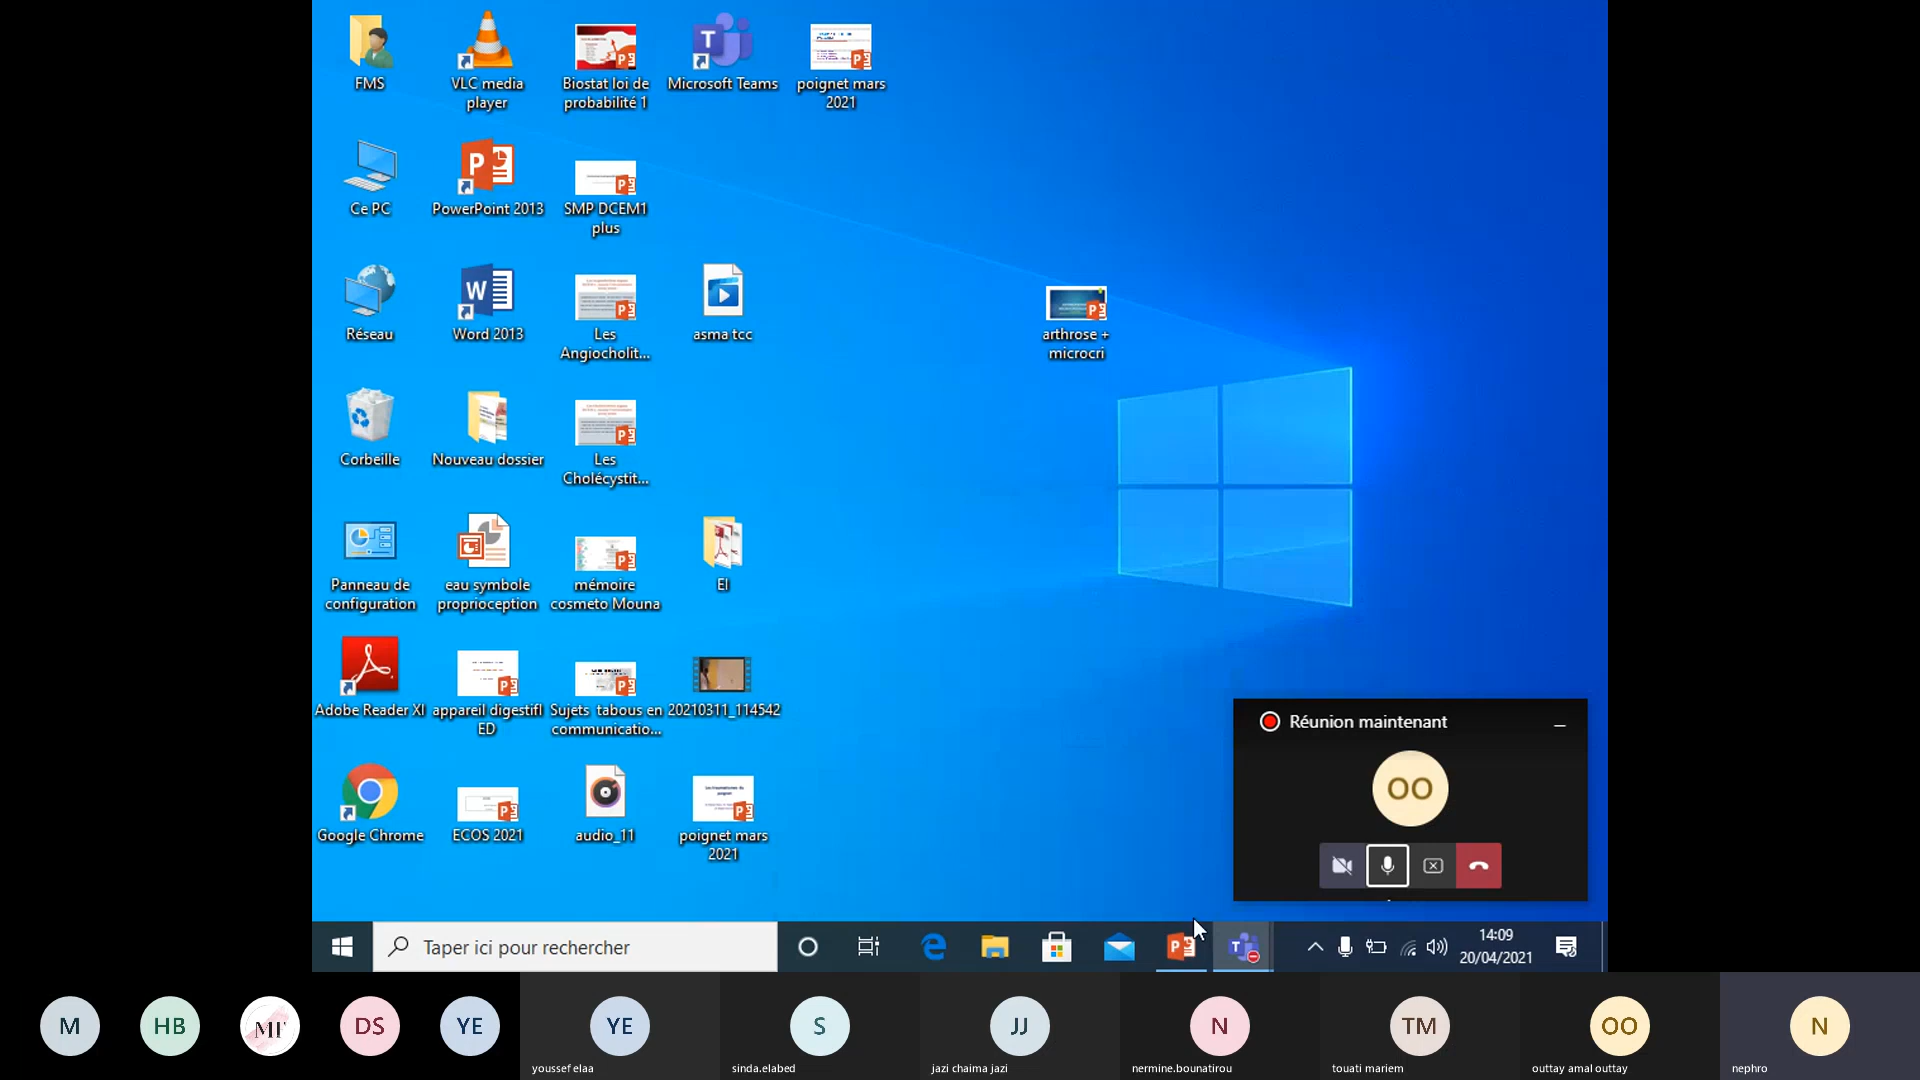 FMS
VLC media
player
Biostat loi de
probabilité 1
Microsoft Teams
poignet mars
2021
Ce PC
PowerPoint 2013
SMP DCEM1
plus
Réseau
Word 2013
Les
Angiocholit...
asma tcc
arthrose +
microcri
Corbeille
Nouveau dossier
Les
Cholécystit...
Panneau de
configuration
eau symbole
proprioception
mémoire
cosmeto Mouna
EI
Adobe Reader XI
appareil digestifl
ED
Sujets tabous en
communicatio...
20210311_114542
Google Chrome
ECOS 2021
audio_11
poignet mars
2021
Réunion maintenant
OO
Taper ici pour rechercher
14:09
20/04/2021
M
HB
MF
DS
YE
YE
youssef elaa
S
sinda.elabed
JJ
jazi chaima jazi
N
nermine.bounatirou
TM
touati mariem
OO
outtay amal outtay
N
nephro